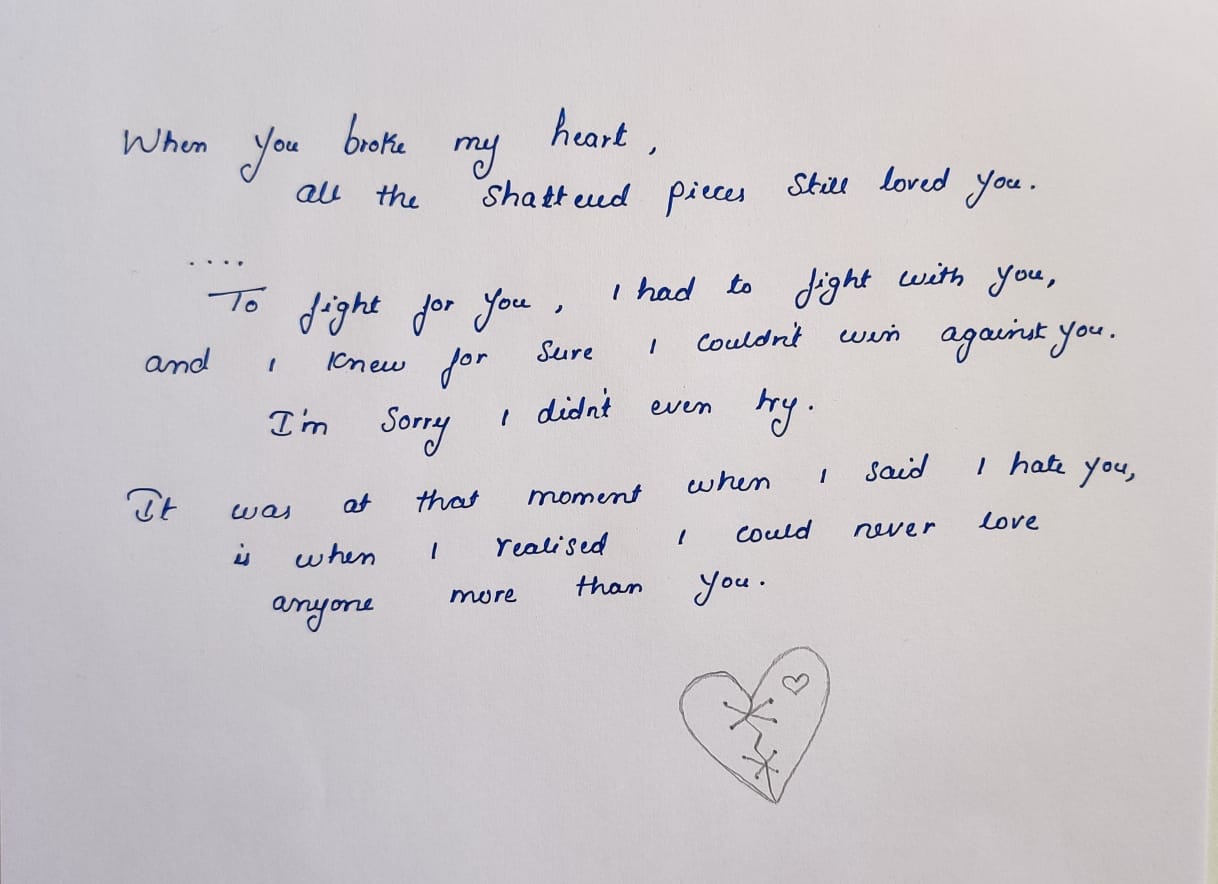 When you broke my heart,
all the shattered pieces still loved you.
....
To fight for you, I had to fight with you,
and I knew for sure I couldn't win against you.
I'm sorry I didn't even try.
It was at that moment when I said I hate you,
is when I realised I could never love
anyone more than you.